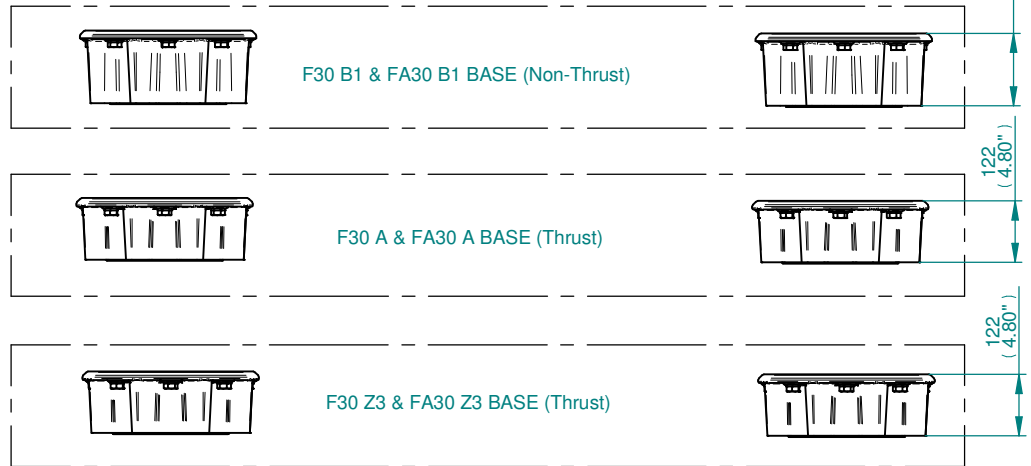 F30 B1 & FA30 B1 BASE (Non-Thrust)
122
( 4.80" )
F30 A & FA30 A BASE (Thrust)
122
( 4.80" )
F30 Z3 & FA30 Z3 BASE (Thrust)